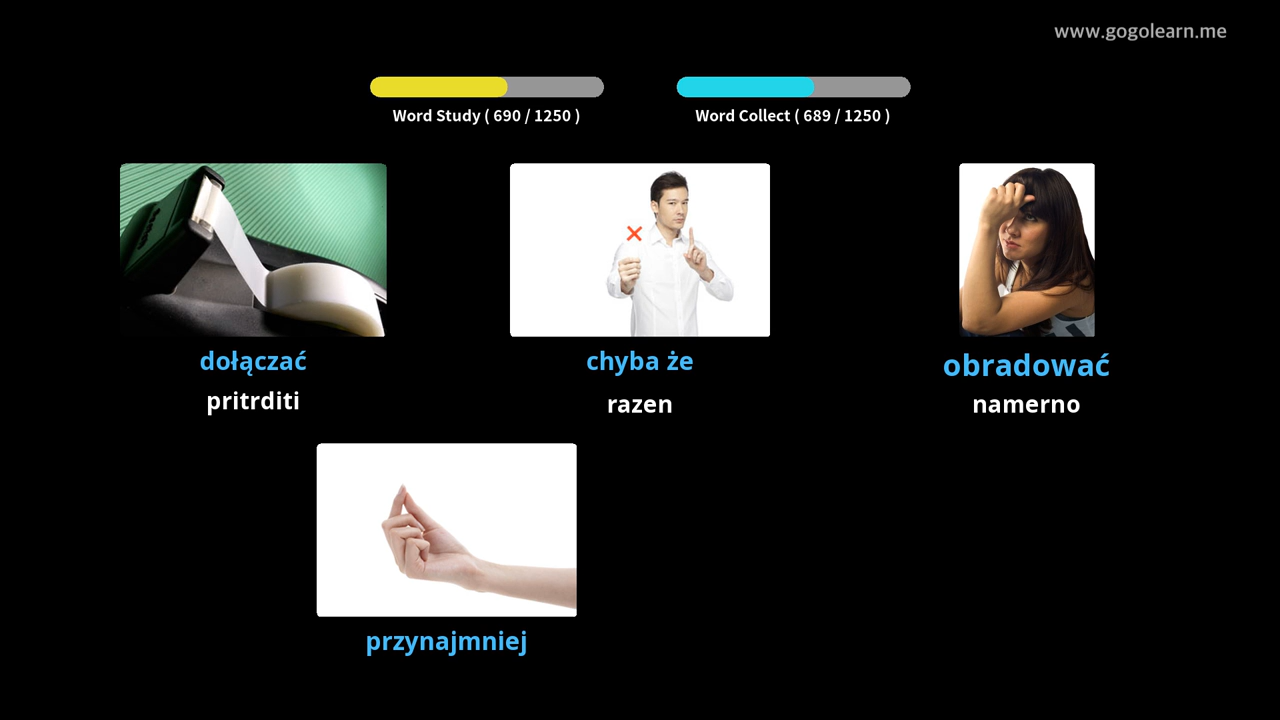 www.gogolearn.me
Word Study ( 690 / 1250 )
Word Collect ( 689 / 1250 )
dołączać
pritrditi
chyba że
razen
obradować
namerno
przynajmniej